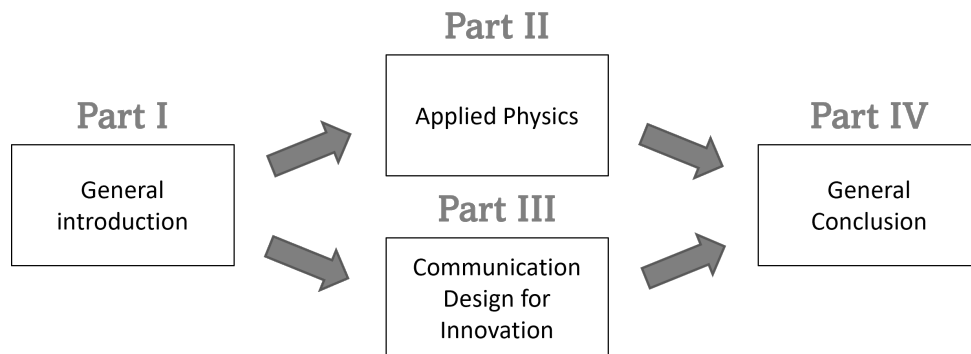 Part I
General
introduction
Part II
Applied Physics
Part III
Communication
Design for
Innovation
Part IV
General
Conclusion